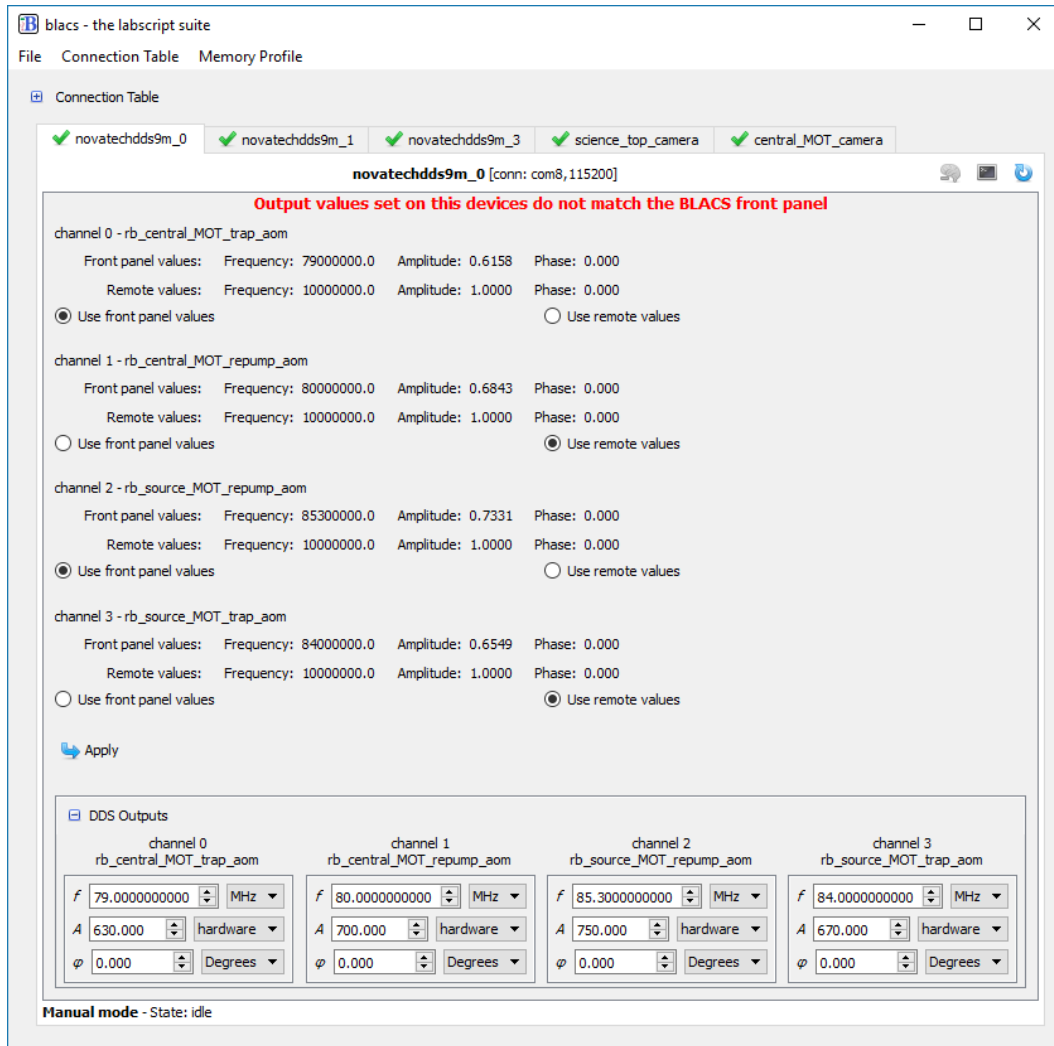 blacs - the labscript suite
File Connection Table Memory Profile
Connection Table
novatechdds9m_0 novatechdds9m_1 novatechdds9m_3 science_top_camera central_MOT_camera
novatechdds9m_0 [conn: com8,115200]
Output values set on this devices do not match the BLACS front panel
channel 0 - rb_central_MOT_trap_aom
Front panel values: Frequency: 79000000.0 Amplitude: 0.6158 Phase: 0.000
Remote values: Frequency: 10000000.0 Amplitude: 1.0000 Phase: 0.000
Use front panel values Use remote values
channel 1 - rb_central_MOT_repump_aom
Front panel values: Frequency: 80000000.0 Amplitude: 0.6843 Phase: 0.000
Remote values: Frequency: 10000000.0 Amplitude: 1.0000 Phase: 0.000
Use front panel values Use remote values
channel 2 - rb_source_MOT_repump_aom
Front panel values: Frequency: 85300000.0 Amplitude: 0.7331 Phase: 0.000
Remote values: Frequency: 10000000.0 Amplitude: 1.0000 Phase: 0.000
Use front panel values Use remote values
channel 3 - rb_source_MOT_trap_aom
Front panel values: Frequency: 84000000.0 Amplitude: 0.6549 Phase: 0.000
Remote values: Frequency: 10000000.0 Amplitude: 1.0000 Phase: 0.000
Use front panel values Use remote values
Apply
DDS Outputs
channel 0 channel 1 channel 2 channel 3
rb_central_MOT_trap_aom rb_central_MOT_repump_aom rb_source_MOT_repump_aom rb_source_MOT_trap_aom
f 79.0000000000 MHz f 80.0000000000 MHz f 85.3000000000 MHz f 84.0000000000 MHz
A 630.000 hardware A 700.000 hardware A 750.000 hardware A 670.000 hardware
φ 0.000 Degrees φ 0.000 Degrees φ 0.000 Degrees φ 0.000 Degrees
Manual mode - State: idle